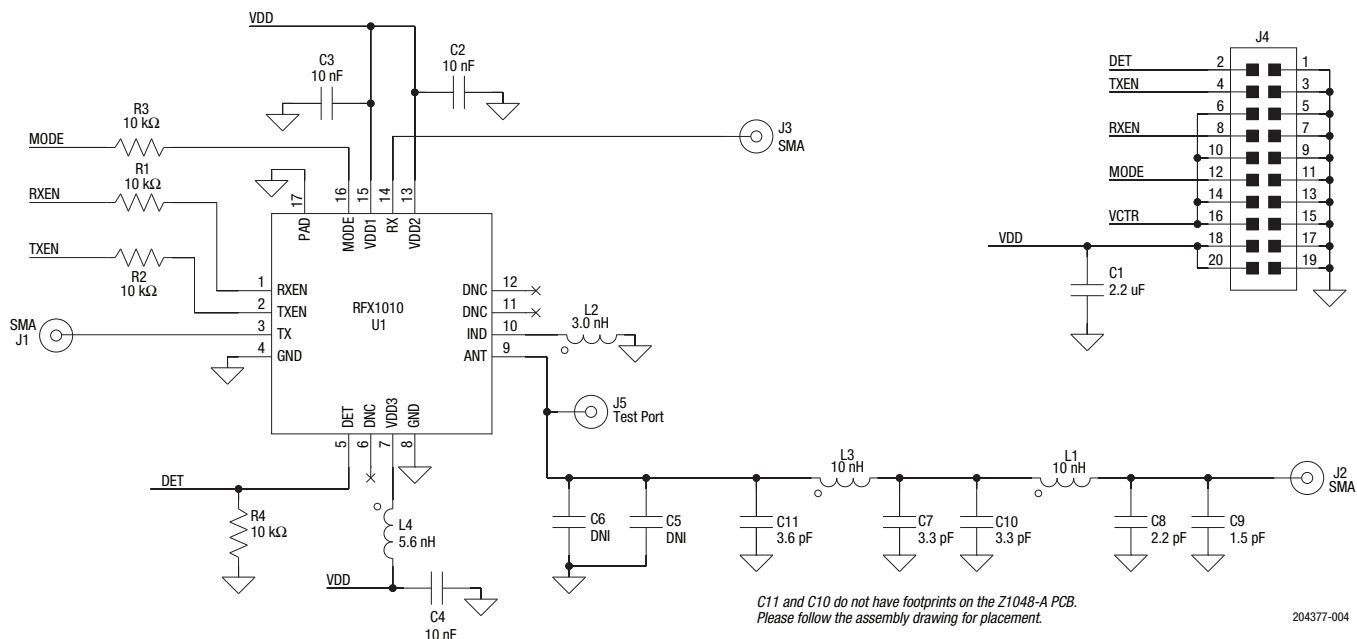 VDD
C3
10 nF
C2
10 nF
R3
10 kΩ
MODE
R1
10 kΩ
RXEN
TXEN
R2
10 kΩ
J3
SMA
17
16
15
14
13
PAD
MODE
VDD1
RX
VDD2
1
RXEN
2
TXEN
3
TX
4
GND
SMA
J1
RFX1010
U1
DNC
12
DNC
11
IND
10
ANT
9
L2
3.0 nH
DET
DNC
VDD3
GND
5
6
7
8
J5
Test Port
DET
R4
10 kΩ
L4
5.6 nH
VDD
C4
10 nF
C6
DNI
C5
DNI
C11
3.6 pF
L3
10 nH
C7
3.3 pF
C10
3.3 pF
L1
10 nH
C8
2.2 pF
C9
1.5 pF
J2
SMA
J4
DET 2 1
TXEN 4 3
6 5
RXEN 8 7
10 9
MODE 12 11
14 13
VCTR 16 15
VDD 18 17
20 19
C1
2.2 uF
C11 and C10 do not have footprints on the Z1048-A PCB.
Please follow the assembly drawing for placement.
204377-004